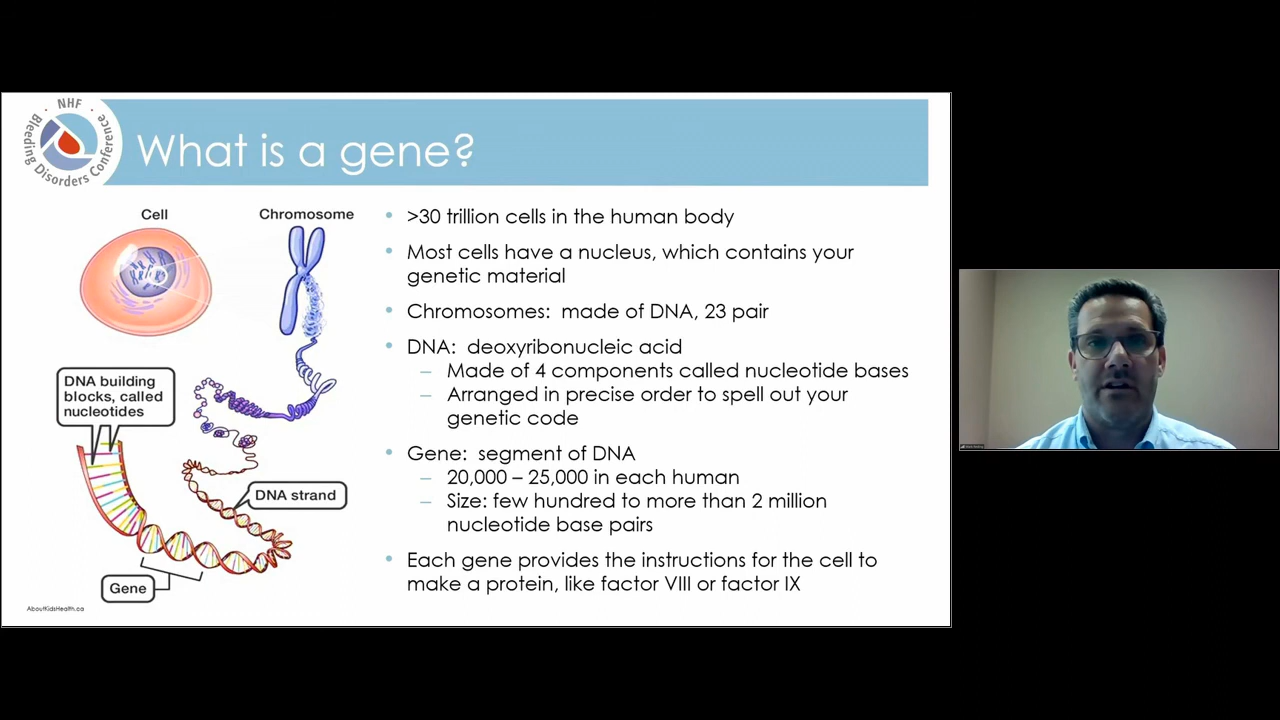 · NHF ·
Bleeding Disorders Conference
What is a gene?
Cell
Chromosome
DNA building
blocks, called
nucleotides
DNA strand
Gene
AboutKidsHealth.ca
• >30 trillion cells in the human body
• Most cells have a nucleus, which contains your
genetic material
• Chromosomes: made of DNA, 23 pair
• DNA: deoxyribonucleic acid
– Made of 4 components called nucleotide bases
– Arranged in precise order to spell out your
genetic code
• Gene: segment of DNA
– 20,000 – 25,000 in each human
– Size: few hundred to more than 2 million
nucleotide base pairs
• Each gene provides the instructions for the cell to
make a protein, like factor VIII or factor IX